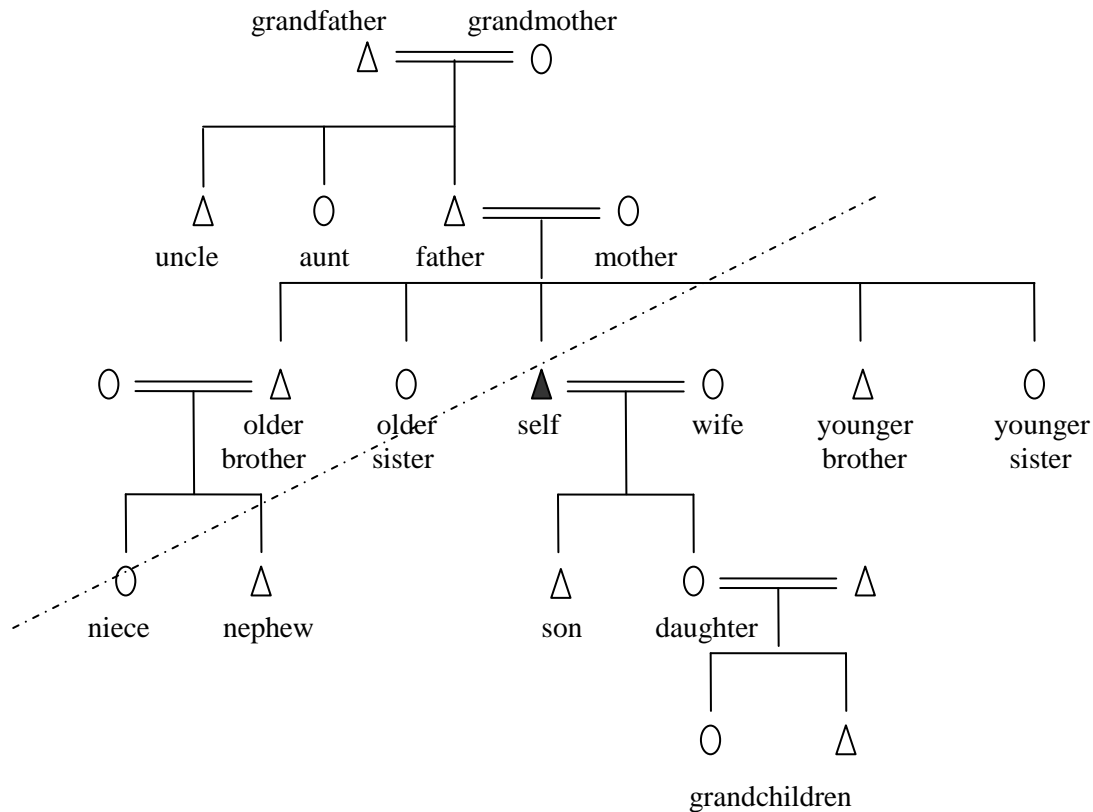 grandfather grandmother
uncle aunt father mother
older brother
older sister
self
wife
younger brother
younger sister
niece nephew son daughter
grandchildren